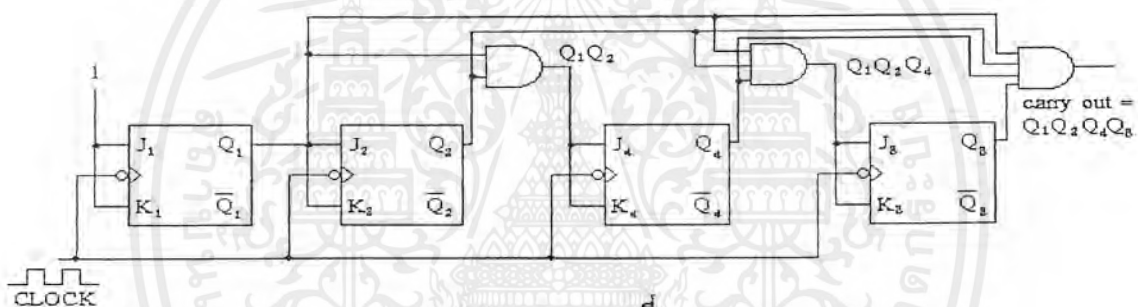 1
Q₁Q₂
Q₁Q₂Q₄
carry out =
Q₁Q₂Q₄Q₈
J₁ Q₁
K₁ Q̅₁
J₂ Q₂
K₂ Q̅₂
J₄ Q₄
K₄ Q̅₄
J₈ Q₈
K₈ Q̅₈
CLOCK